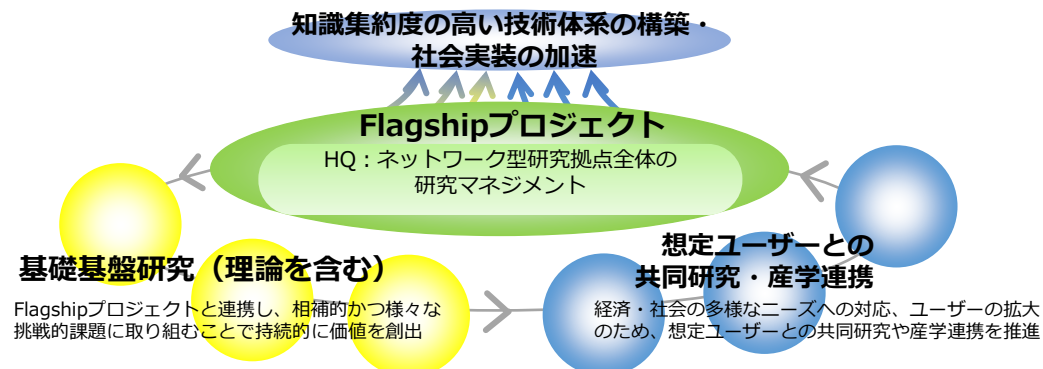 知識集約度の高い技術体系の構築・
社会実装の加速
Flagshipプロジェクト
HQ：ネットワーク型研究拠点全体の
研究マネジメント
基礎基盤研究（理論を含む）
Flagshipプロジェクトと連携し、相補的かつ様々な
挑戦的課題に取り組むことで持続的に価値を創出
想定ユーザーとの
共同研究・産学連携
経済・社会の多様なニーズへの対応、ユーザーの拡大
のため、想定ユーザーとの共同研究や産学連携を推進